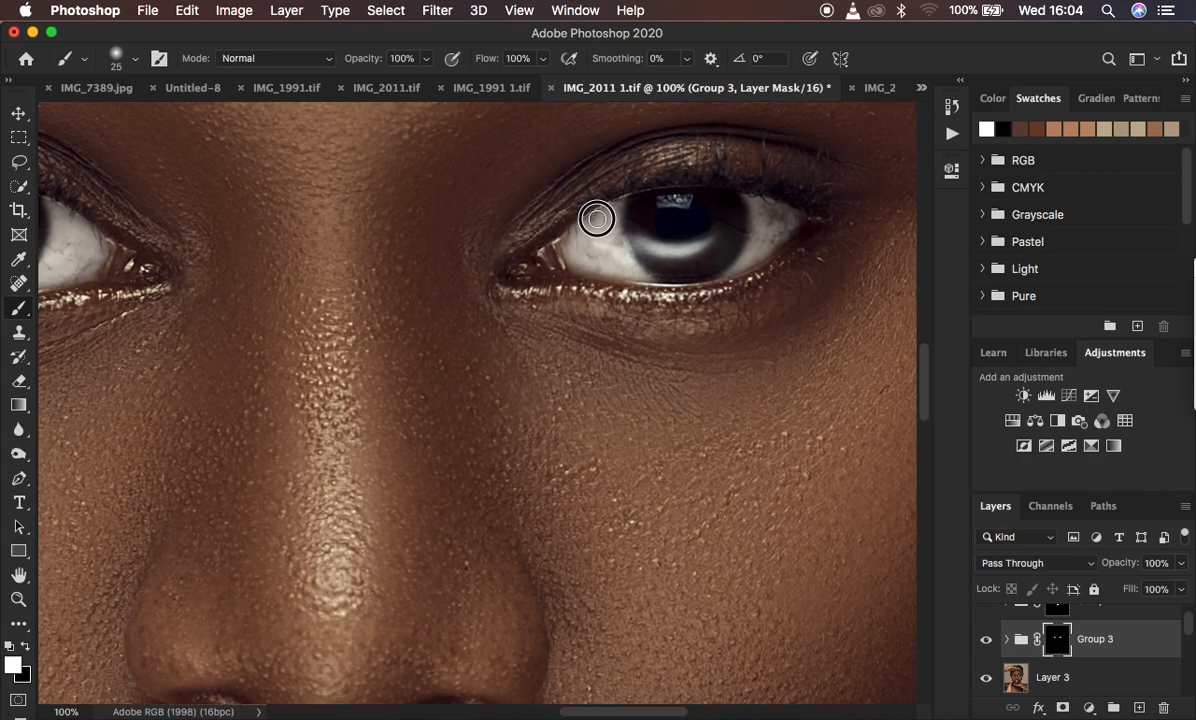 Photoshop File Edit Image Layer Type Select Filter 3D View Window Help 100% Wed 16:04
Adobe Photoshop 2020
25 Mode: Normal Opacity: 100% Flow: 100% Smoothing: 0% 0°
IMG_7389.jpg Untitled-8 IMG_1991.tif IMG_2011.tif IMG_1991 1.tif IMG_2011 1.tif @ 100% (Group 3, Layer Mask/16) * IMG_2
Color Swatches Gradien Pattern:
RGB
CMYK
Grayscale
Pastel
Light
Pure
Learn Libraries Adjustments
Add an adjustment
Layers Channels Paths
Kind
Pass Through Opacity: 100%
Lock: Fill: 100%
Group 3
Layer 3
100% Adobe RGB (1998) (16bpc)